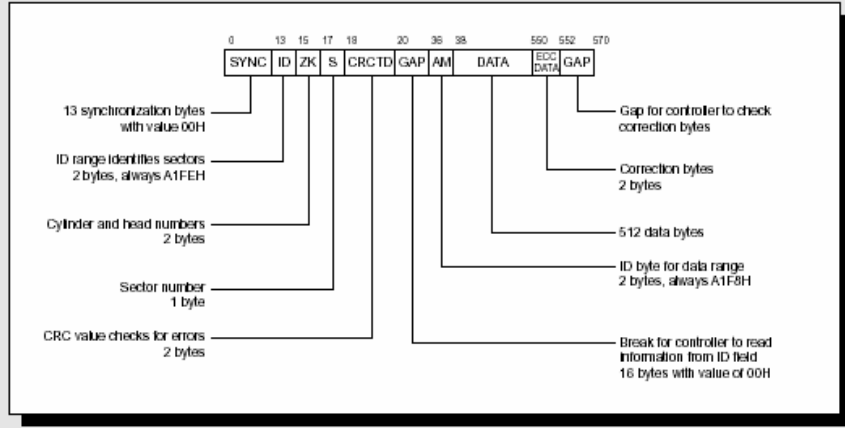 0 13 15 17 18 20 36 38 550 552 570
SYNC ID ZK S CRCTD GAP AM DATA ECC DATA GAP
13 synchronization bytes
with value 00H
ID range identifies sectors
2 bytes, always A1FEH
Cylinder and head numbers
2 bytes
Sector number
1 byte
CRC value checks for errors
2 bytes
Gap for controller to check
correction bytes
Correction bytes
2 bytes
512 data bytes
ID byte for data range
2 bytes, always A1F8H
Break for controller to read
information from ID field
16 bytes with value of 00H